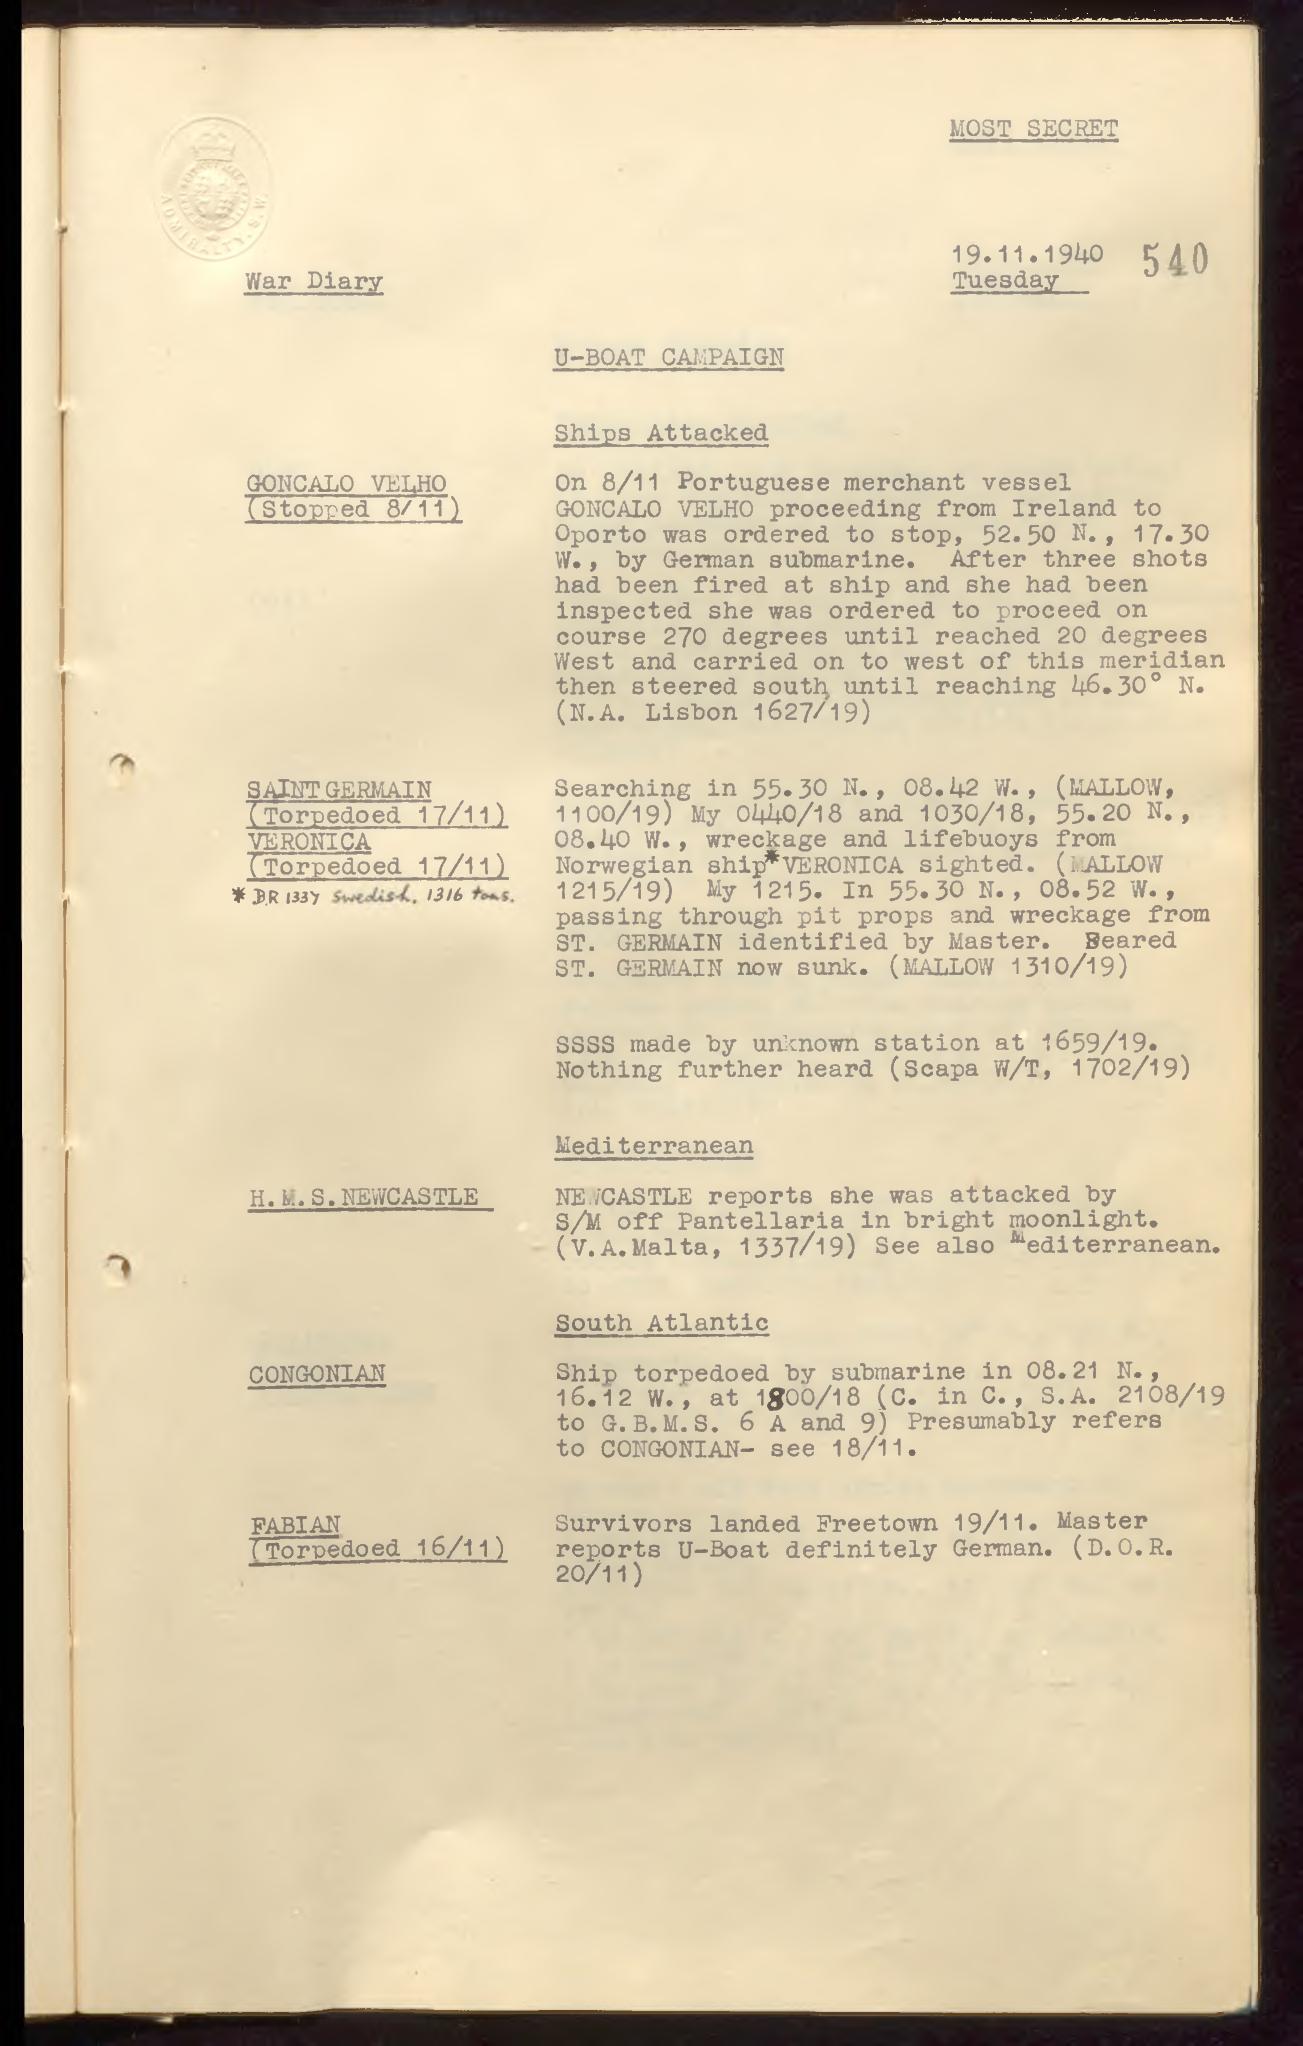 MOST SECRET
ADMIRALTY. S.W.
19.11.1940 540
War Diary
Tuesday
U-BOAT CAMPAIGN
Ships Attacked
GONCALO VELHO
(Stopped 8/11)
On 8/11 Portuguese merchant vessel
GONCALO VELHO proceeding from Ireland to
Oporto was ordered to stop, 52.50 N., 17.30
W., by German submarine. After three shots
had been fired at ship and she had been
inspected she was ordered to proceed on
course 270 degrees until reached 20 degrees
West and carried on to west of this meridian
then steered south, until reaching 46.30° N.
(N.A. Lisbon 1627/19)
SAINT GERMAIN
(Torpedoed 17/11)
VERONICA
(Torpedoed 17/11)
* BR 1337 Swedish. 1316 tons.
Searching in 55.30 N., 08.42 W., (MALLOW,
1100/19) My 0440/18 and 1030/18, 55.20 N.,
08.40 W., wreckage and lifebuoys from
Norwegian ship*VERONICA sighted. (MALLOW
1215/19) My 1215. In 55.30 N., 08.52 W.,
passing through pit props and wreckage from
ST. GERMAIN identified by Master. Feared
ST. GERMAIN now sunk. (MALLOW 1310/19)
SSSS made by unknown station at 1659/19.
Nothing further heard (Scapa W/T, 1702/19)
Mediterranean
H.M.S. NEWCASTLE
NEWCASTLE reports she was attacked by
S/M off Pantellaria in bright moonlight.
(V.A.Malta, 1337/19) See also Mediterranean.
South Atlantic
CONGONIAN
Ship torpedoed by submarine in 08.21 N.,
16.12 W., at 1800/18 (C. in C., S.A. 2108/19
to G.B.M.S. 6 A and 9) Presumably refers
to CONGONIAN- see 18/11.
FABIAN
(Torpedoed 16/11)
Survivors landed Freetown 19/11. Master
reports U-Boat definitely German. (D.O.R.
20/11)